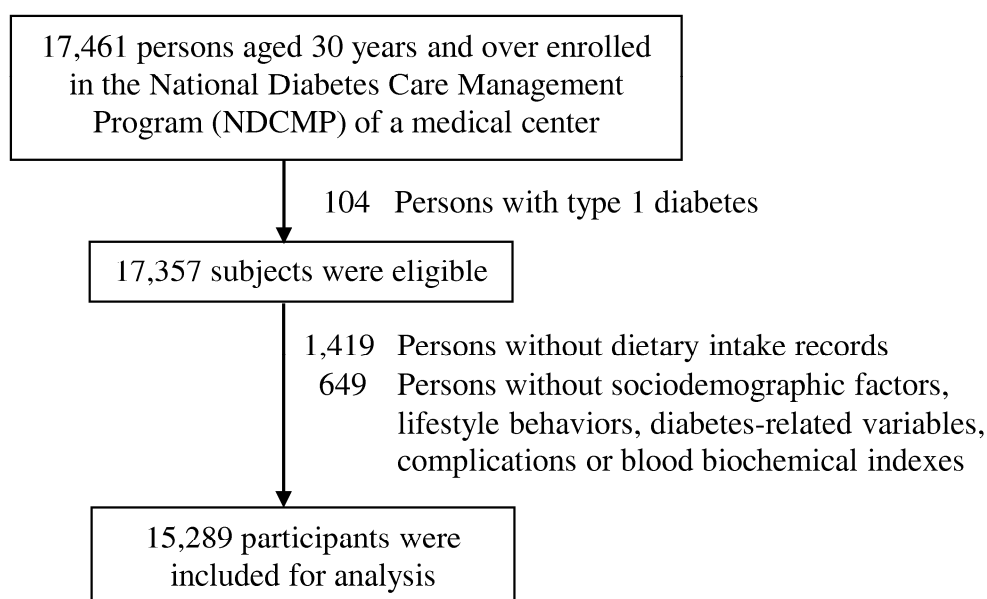 17,461 persons aged 30 years and over enrolled
in the National Diabetes Care Management
Program (NDCMP) of a medical center
104 Persons with type 1 diabetes
17,357 subjects were eligible
1,419 Persons without dietary intake records
649 Persons without sociodemographic factors,
lifestyle behaviors, diabetes-related variables,
complications or blood biochemical indexes
15,289 participants were
included for analysis